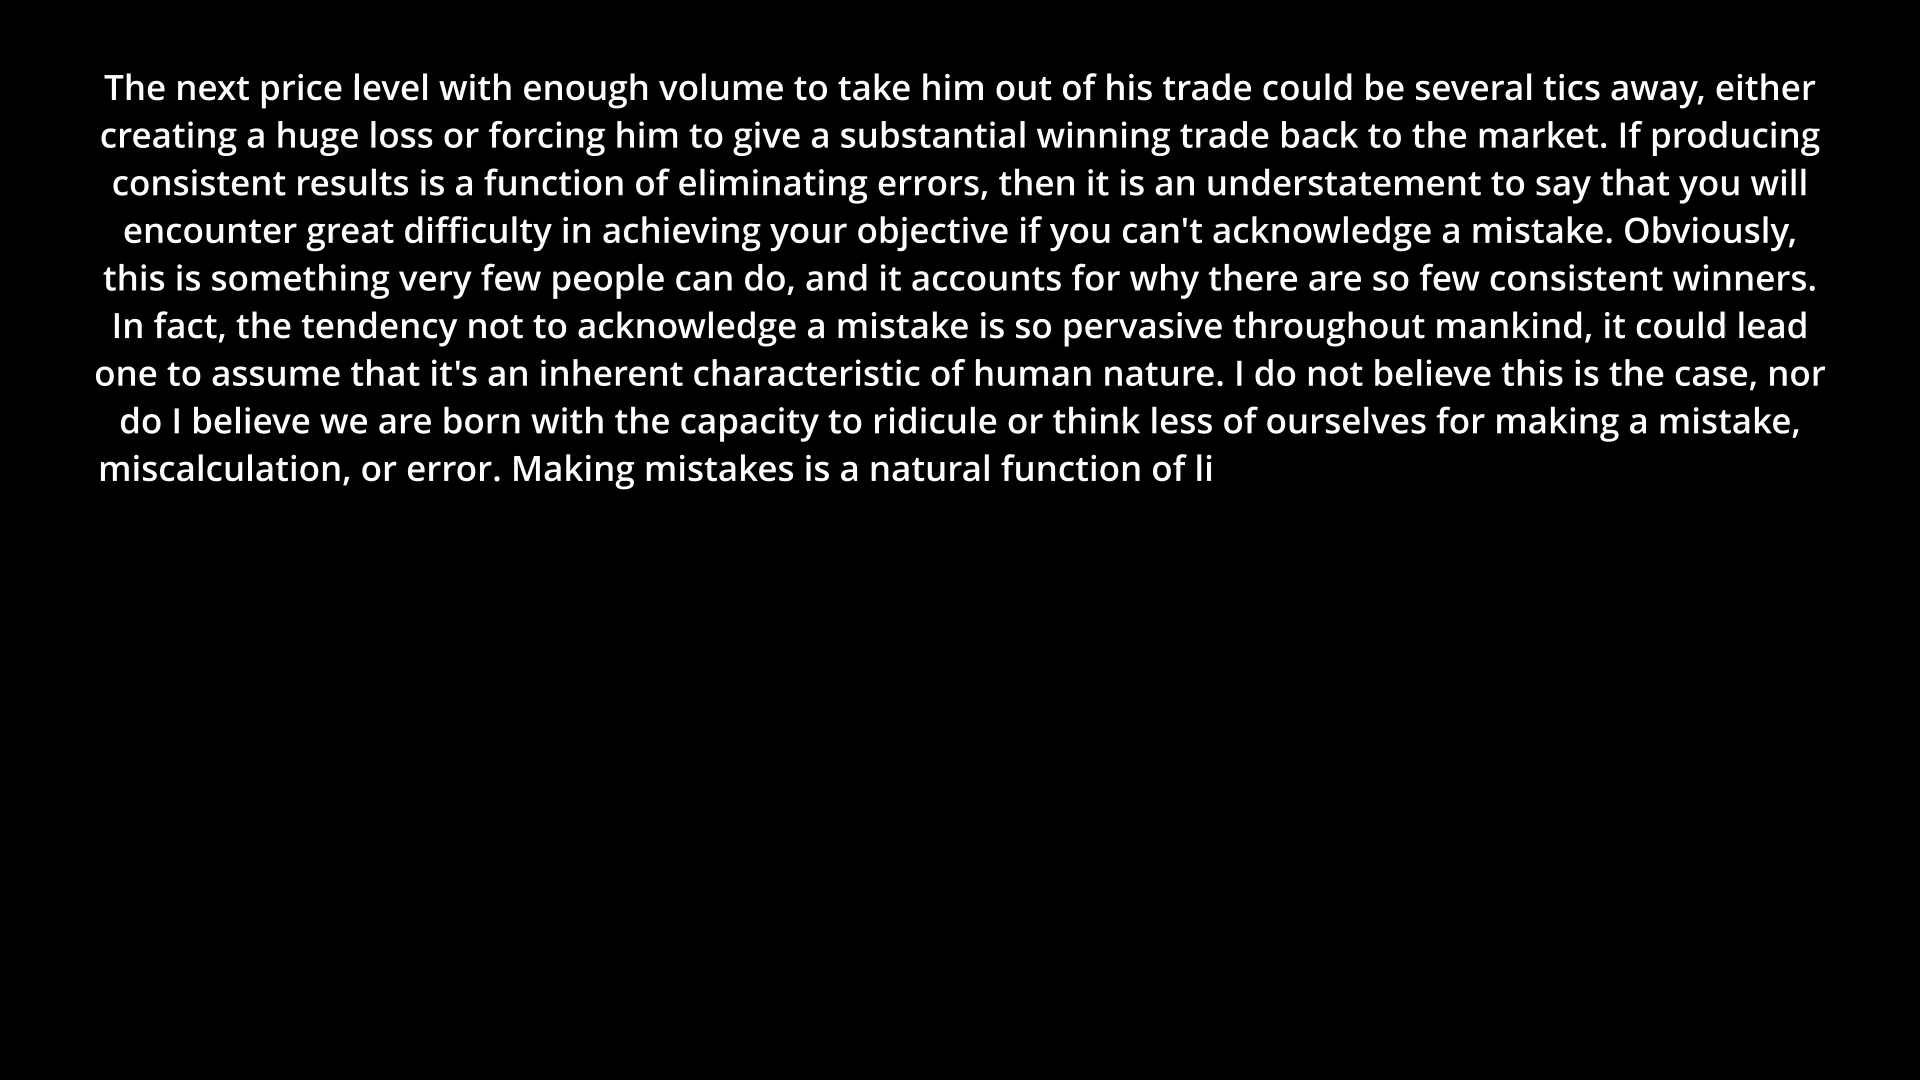 The next price level with enough volume to take him out of his trade could be several tics away, either
creating a huge loss or forcing him to give a substantial winning trade back to the market. If producing
consistent results is a function of eliminating errors, then it is an understatement to say that you will
encounter great difficulty in achieving your objective if you can't acknowledge a mistake. Obviously,
this is something very few people can do, and it accounts for why there are so few consistent winners.
In fact, the tendency not to acknowledge a mistake is so pervasive throughout mankind, it could lead
one to assume that it's an inherent characteristic of human nature. I do not believe this is the case, nor
do I believe we are born with the capacity to ridicule or think less of ourselves for making a mistake,
miscalculation, or error. Making mistakes is a natural function of li